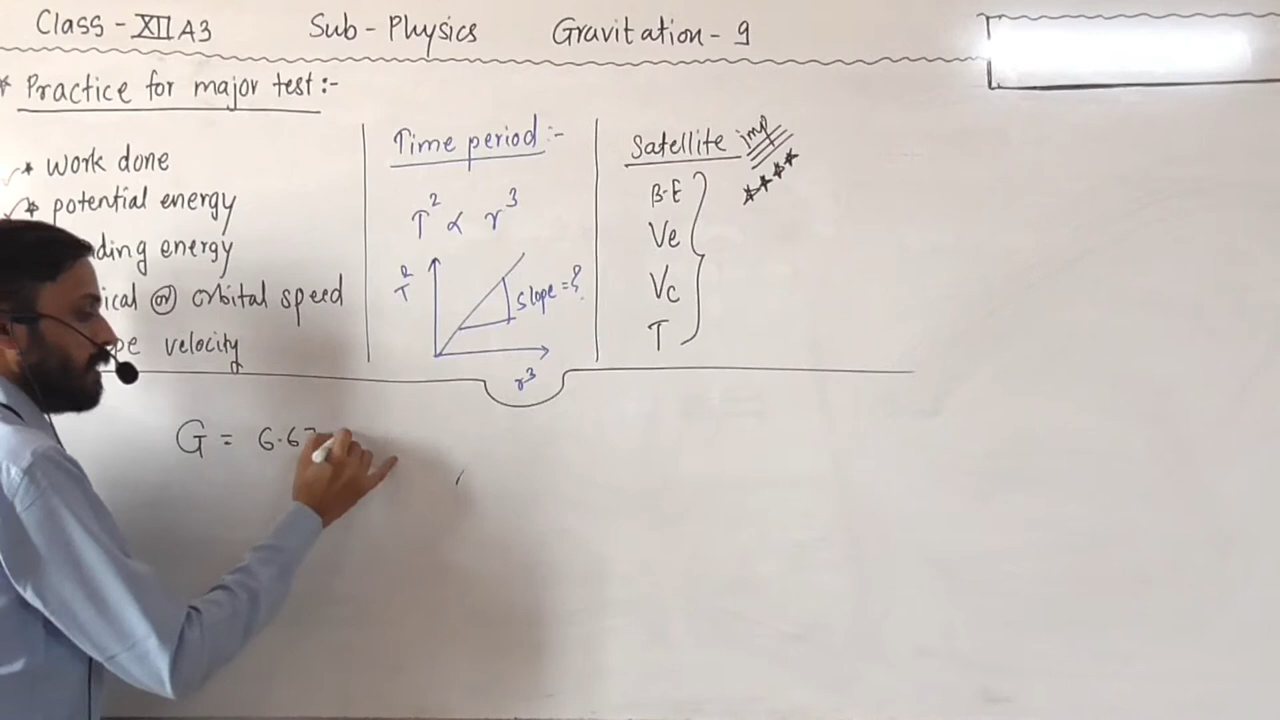 Class - XII A3 Sub - Physics Gravitation - 9
* Practice for major test :-
* work done
* potential energy
ding energy
ical or orbital speed
pe velocity
Time period :-
T² ∝ r³
T²
Slope = ?
r³
Satellite imp
B.E
Ve
Vc
T
G = 6.67